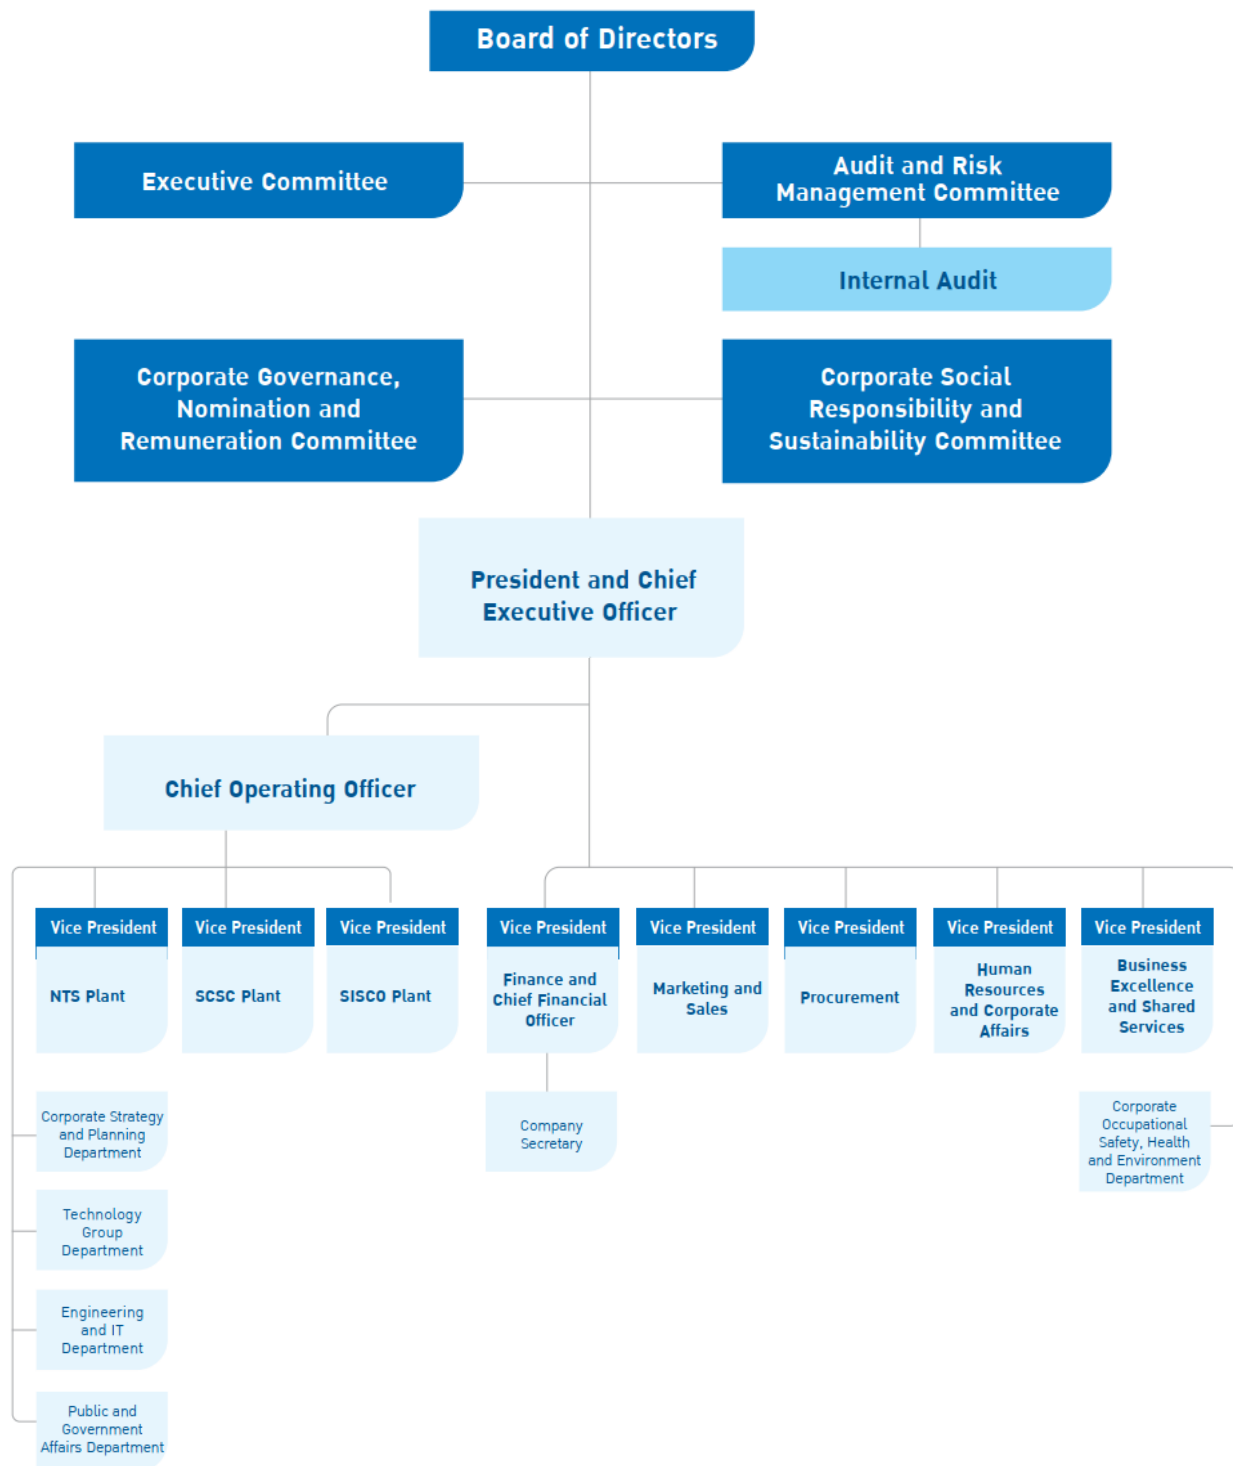 Board of Directors
Executive Committee
Audit and Risk
Management Committee
Internal Audit
Corporate Governance,
Nomination and
Remuneration Committee
Corporate Social
Responsibility and
Sustainability Committee
President and Chief
Executive Officer
Chief Operating Officer
Vice President
NTS Plant
Vice President
SCSC Plant
Vice President
SISCO Plant
Vice President
Finance and
Chief Financial
Officer
Vice President
Marketing and
Sales
Vice President
Procurement
Vice President
Human
Resources
and Corporate
Affairs
Vice President
Business
Excellence
and Shared
Services
Corporate Strategy
and Planning
Department
Technology
Group
Department
Engineering
and IT
Department
Public and
Government
Affairs Department
Company
Secretary
Corporate
Occupational
Safety, Health
and Environment
Department